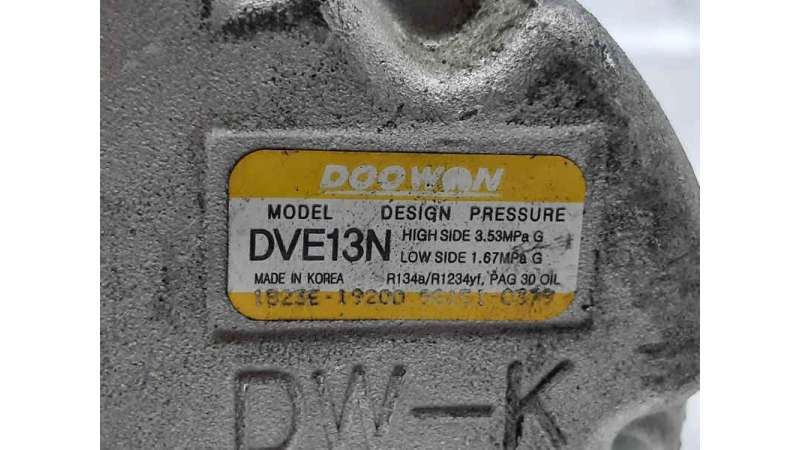 DOOWON
MODEL DESIGN PRESSURE
DVE13N HIGH SIDE 3.53MPa G
LOW SIDE 1.67MPa G
MADE IN KOREA R134a/R1234yf, PAG 30 OIL
1B23E-19200
DW-K